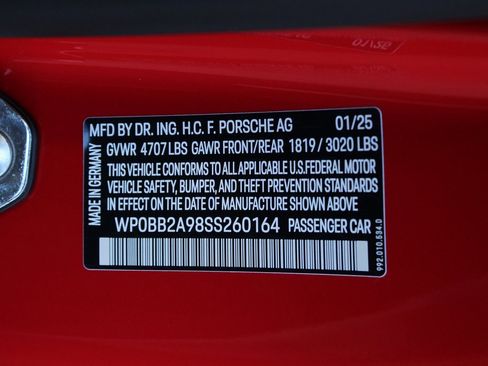 MFD BY DR. ING. H.C. F. PORSCHE AG 01/25
GVWR 4707 LBS GAWR FRONT/REAR 1819 / 3020 LBS
THIS VEHICLE CONFORMS TO ALL APPLICABLE U.S.FEDERAL MOTOR
VEHICLE SAFETY, BUMPER, AND THEFT PREVENTION STANDARDS
IN EFFECT ON THE DATE OF MANUFACTURE SHOWN ABOVE
WP0BB2A98SS260164 PASSENGER CAR
MADE IN GERMANY
992.010.534.0